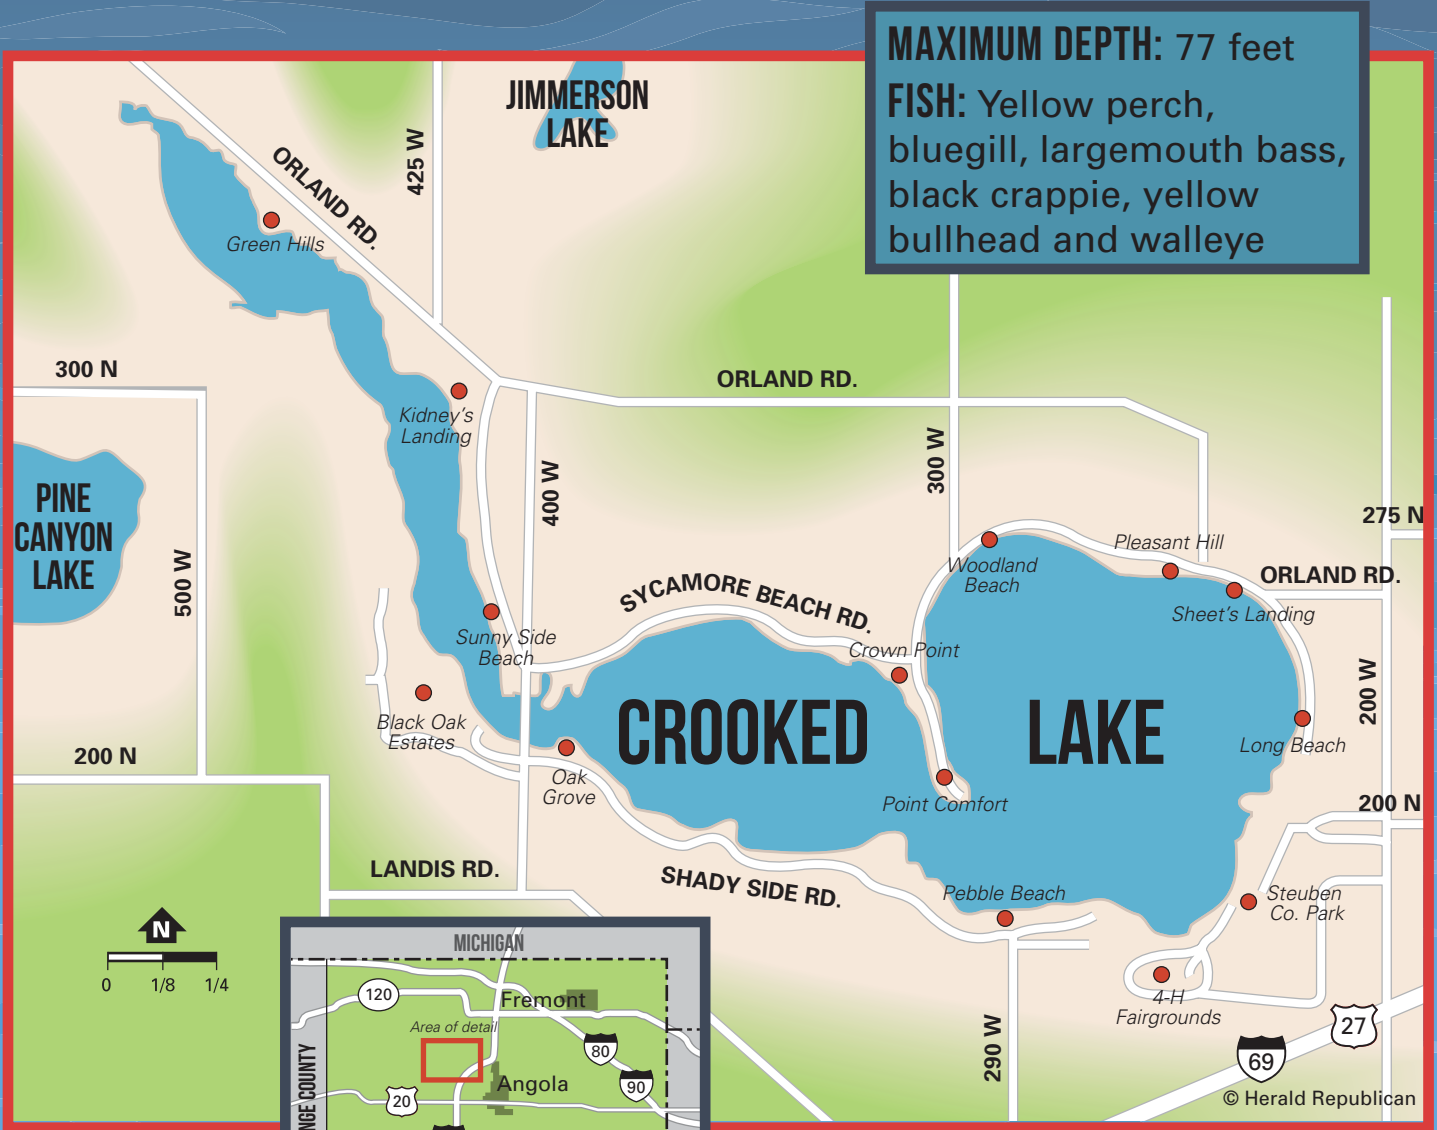 MAXIMUM DEPTH: 77 feet
FISH: Yellow perch,
bluegill, largemouth bass,
black crappie, yellow
bullhead and walleye
JIMMERSON
LAKE
ORLAND RD.
425 W
Green Hills
300 N
ORLAND RD.
Kidney's
Landing
400 W
300 W
PINE
CANYON
LAKE
500 W
275 N
Pleasant Hill
Woodland
Beach
ORLAND RD.
Sheet's Landing
SYCAMORE BEACH RD.
Crown Point
Sunny Side
Beach
200 W
CROOKED
LAKE
Black Oak
Estates
Long Beach
200 N
Oak
Grove
Point Comfort
200 N
LANDIS RD.
SHADY SIDE RD.
Pebble Beach
Steuben
Co. Park
N
0 1/8 1/4
4-H
Fairgrounds
290 W
27
69
© Herald Republican
MICHIGAN
120
Fremont
Area of detail
80
Angola
90
20
NGE COUNTY